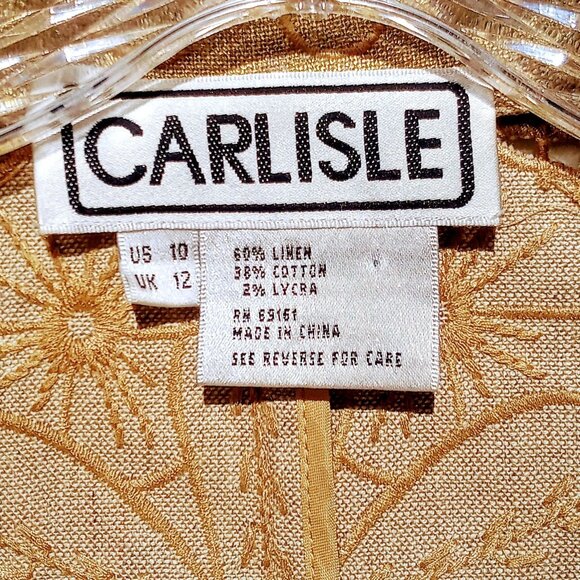 CARLISLE
US 10
UK 12
60% LINEN
38% COTTON
2% LYCRA
RN 69161
MADE IN CHINA
SEE REVERSE FOR CARE